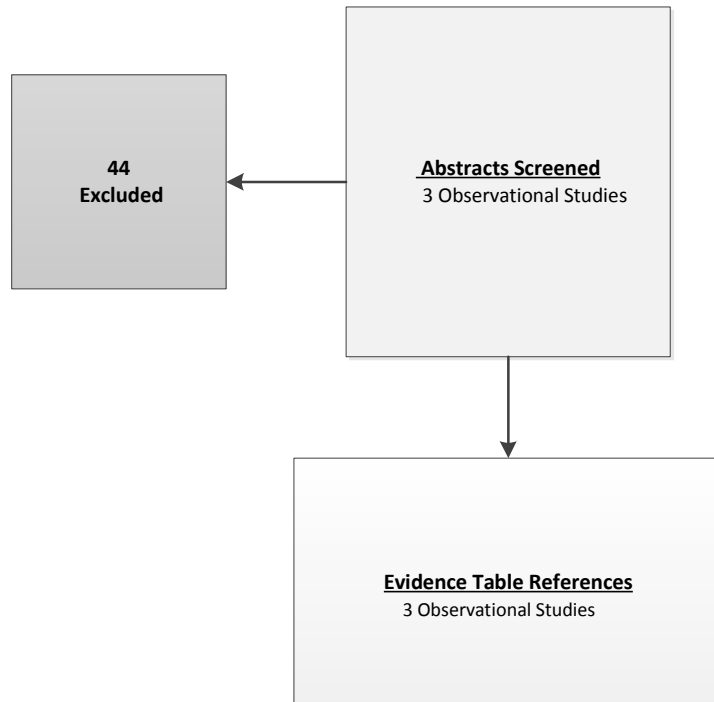 44
Excluded
Abstracts Screened
3 Observational Studies
Evidence Table References
3 Observational Studies